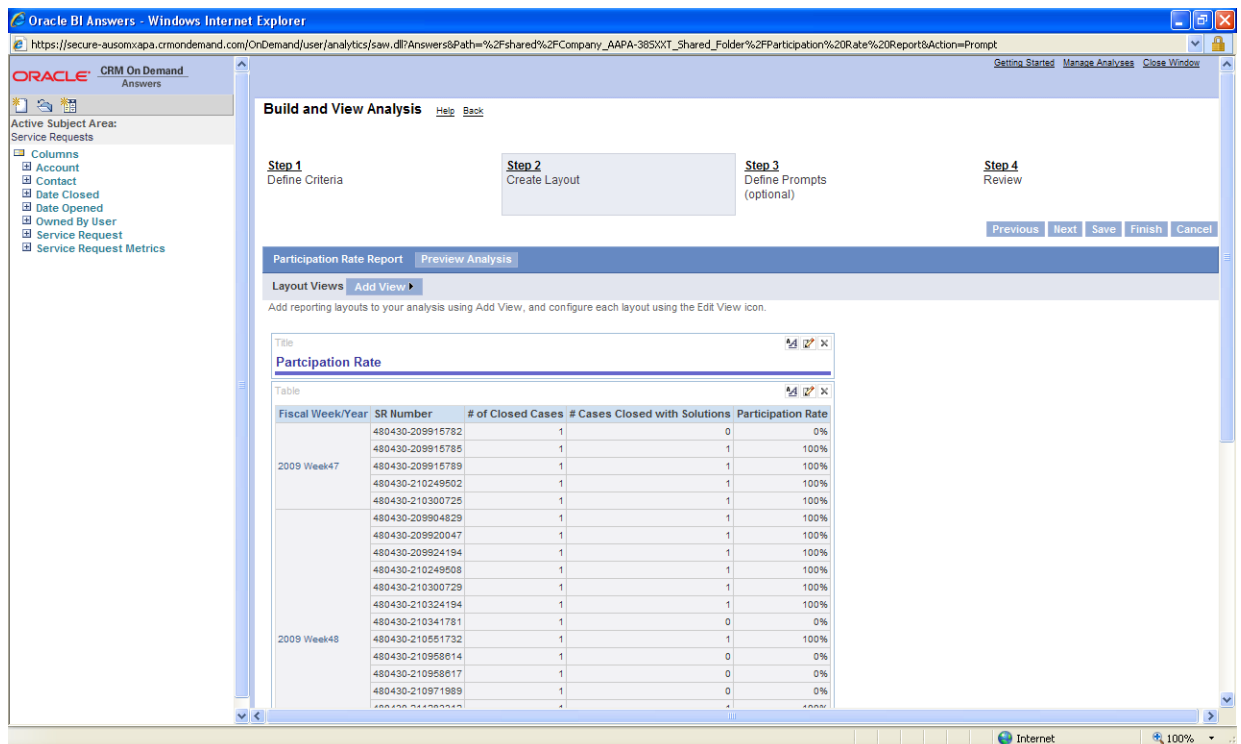 Oracle BI Answers - Windows Internet Explorer
https://secure-ausomxapa.crmondemand.com/OnDemand/user/analytics/saw.dll?Answers&Path=%2Fshared%2FCompany_AAPA-38SXXT_Shared_Folder%2FParticipation%20Rate%20Report&Action=Prompt
Getting Started Manage Analyses Close Window
ORACLE CRM On Demand
Answers
Active Subject Area:
Service Requests
Columns
Account
Contact
Date Closed
Date Opened
Owned By User
Service Request
Service Request Metrics
Build and View Analysis Help Back
Step 1 Step 2 Step 3 Step 4
Define Criteria Create Layout Define Prompts Review
(optional)
Previous Next Save Finish Cancel
Participation Rate Report Preview Analysis
Layout Views Add View
Add reporting layouts to your analysis using Add View, and configure each layout using the Edit View icon.
Title
Partcipation Rate
Table
Fiscal Week/Year SR Number # of Closed Cases # Cases Closed with Solutions Participation Rate
480430-209915782 1 0 0%
480430-209915785 1 1 100%
2009 Week47 480430-209915789 1 1 100%
480430-210249502 1 1 100%
480430-210300725 1 1 100%
480430-209904829 1 1 100%
480430-209920047 1 1 100%
480430-209924194 1 1 100%
480430-210249508 1 1 100%
480430-210300729 1 1 100%
480430-210324194 1 1 100%
480430-210341781 1 0 0%
2009 Week48 480430-210551732 1 1 100%
480430-210958614 1 0 0%
480430-210958617 1 0 0%
480430-210971989 1 0 0%
Internet 100%